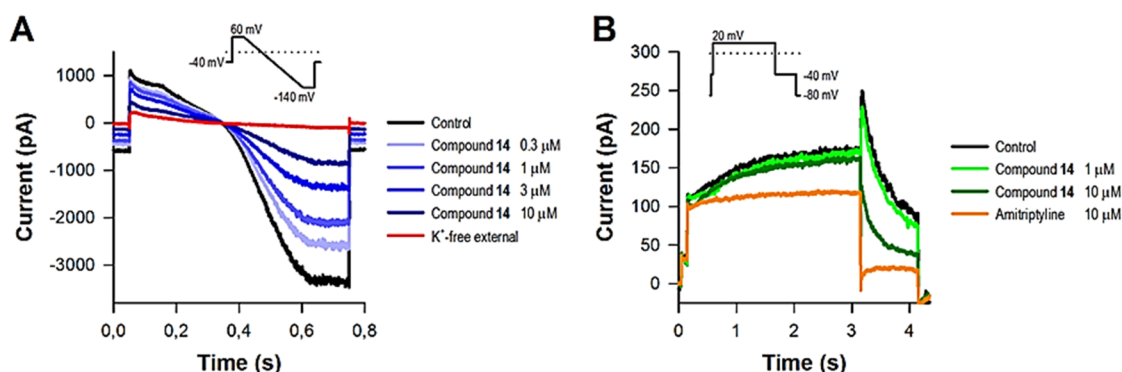 A
60 mV
-40 mV
-140 mV
1000
0
-1000
-2000
-3000
Current (pA)
0,0 0,2 0,4 0,6 0,8
Time (s)
Control
Compound 14 0.3 µM
Compound 14 1 µM
Compound 14 3 µM
Compound 14 10 µM
K⁺-free external
B
20 mV
-40 mV
-80 mV
300
250
200
150
100
50
0
Current (pA)
0 1 2 3 4
Time (s)
Control
Compound 14 1 µM
Compound 14 10 µM
Amitriptyline 10 µM